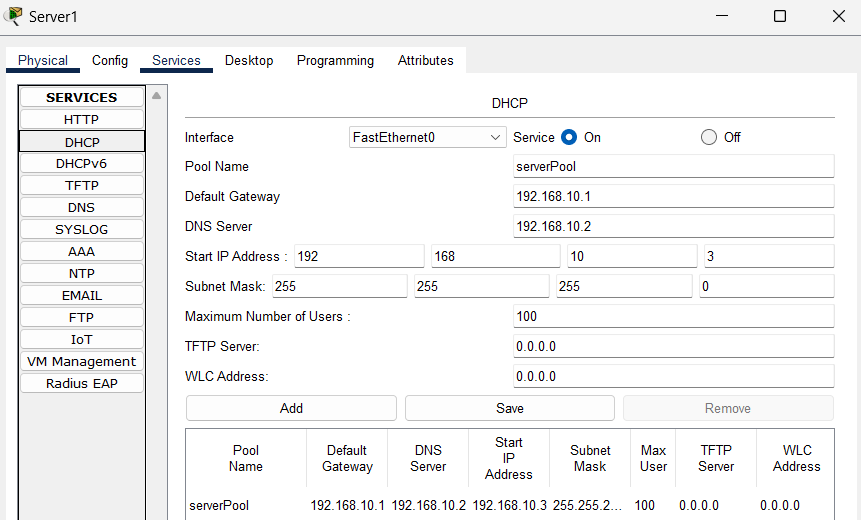 Server1
Physical Config Services Desktop Programming Attributes
SERVICES
HTTP
DHCP
DHCPv6
TFTP
DNS
SYSLOG
AAA
NTP
EMAIL
FTP
IoT
VM Management
Radius EAP
DHCP
Interface FastEthernet0 Service On Off
Pool Name serverPool
Default Gateway 192.168.10.1
DNS Server 192.168.10.2
Start IP Address : 192 168 10 3
Subnet Mask: 255 255 255 0
Maximum Number of Users : 100
TFTP Server: 0.0.0.0
WLC Address: 0.0.0.0
Add Save Remove
Pool Name Default Gateway DNS Server Start IP Address Subnet Mask Max User TFTP Server WLC Address
serverPool 192.168.10.1 192.168.10.2 192.168.10.3 255.255.2... 100 0.0.0.0 0.0.0.0